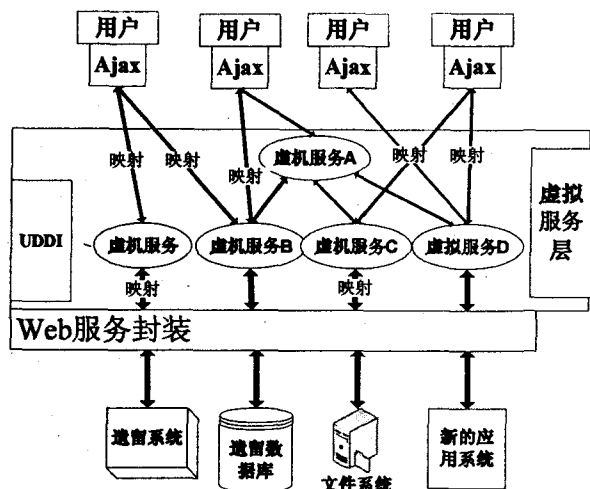 用户
用户
用户
用户
Ajax
Ajax
Ajax
Ajax
映射
映射
映射
映射
映射
虚机服务A
虚拟
服务
层
UDDI
虚机服务
虚机服务B
虚机服务C
虚拟服务D
映射
映射
Web服务封装
遗留系统
遗留数
据库
文件系统
新的应
用系统